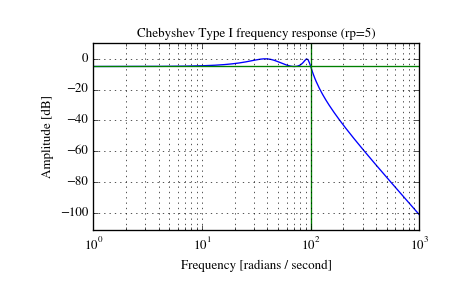 Chebyshev Type I frequency response (rp=5)
0
−20
−40
−60
−80
−100
Amplitude [dB]
10⁰ 10¹ 10² 10³
Frequency [radians / second]